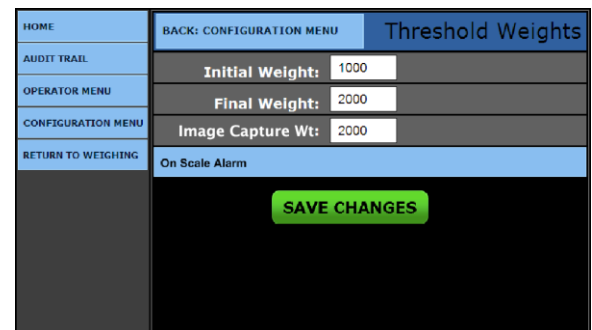 HOME
AUDIT TRAIL
OPERATOR MENU
CONFIGURATION MENU
RETURN TO WEIGHING
BACK: CONFIGURATION MENU
Threshold Weights
Initial Weight: 1000
Final Weight: 2000
Image Capture Wt: 2000
On Scale Alarm
SAVE CHANGES